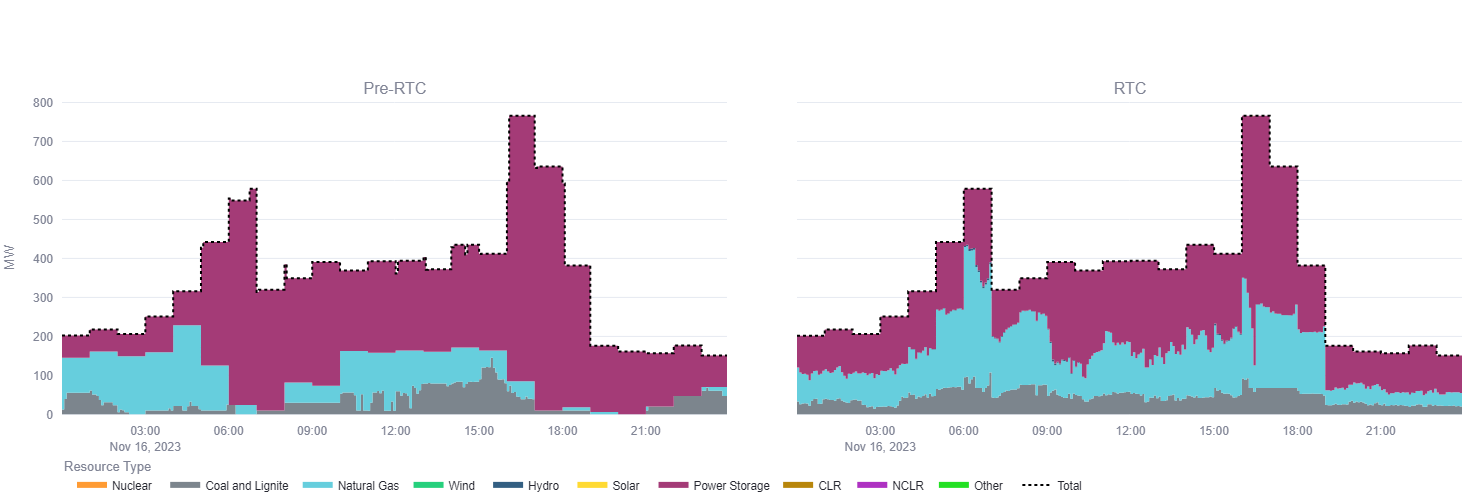 Pre-RTC
RTC
800
700
600
500
400
300
200
100
0
MW
03:00 06:00 09:00 12:00 15:00 18:00 21:00
Nov 16, 2023
03:00 06:00 09:00 12:00 15:00 18:00 21:00
Nov 16, 2023
Resource Type
Nuclear Coal and Lignite Natural Gas Wind Hydro Solar Power Storage CLR NCLR Other Total